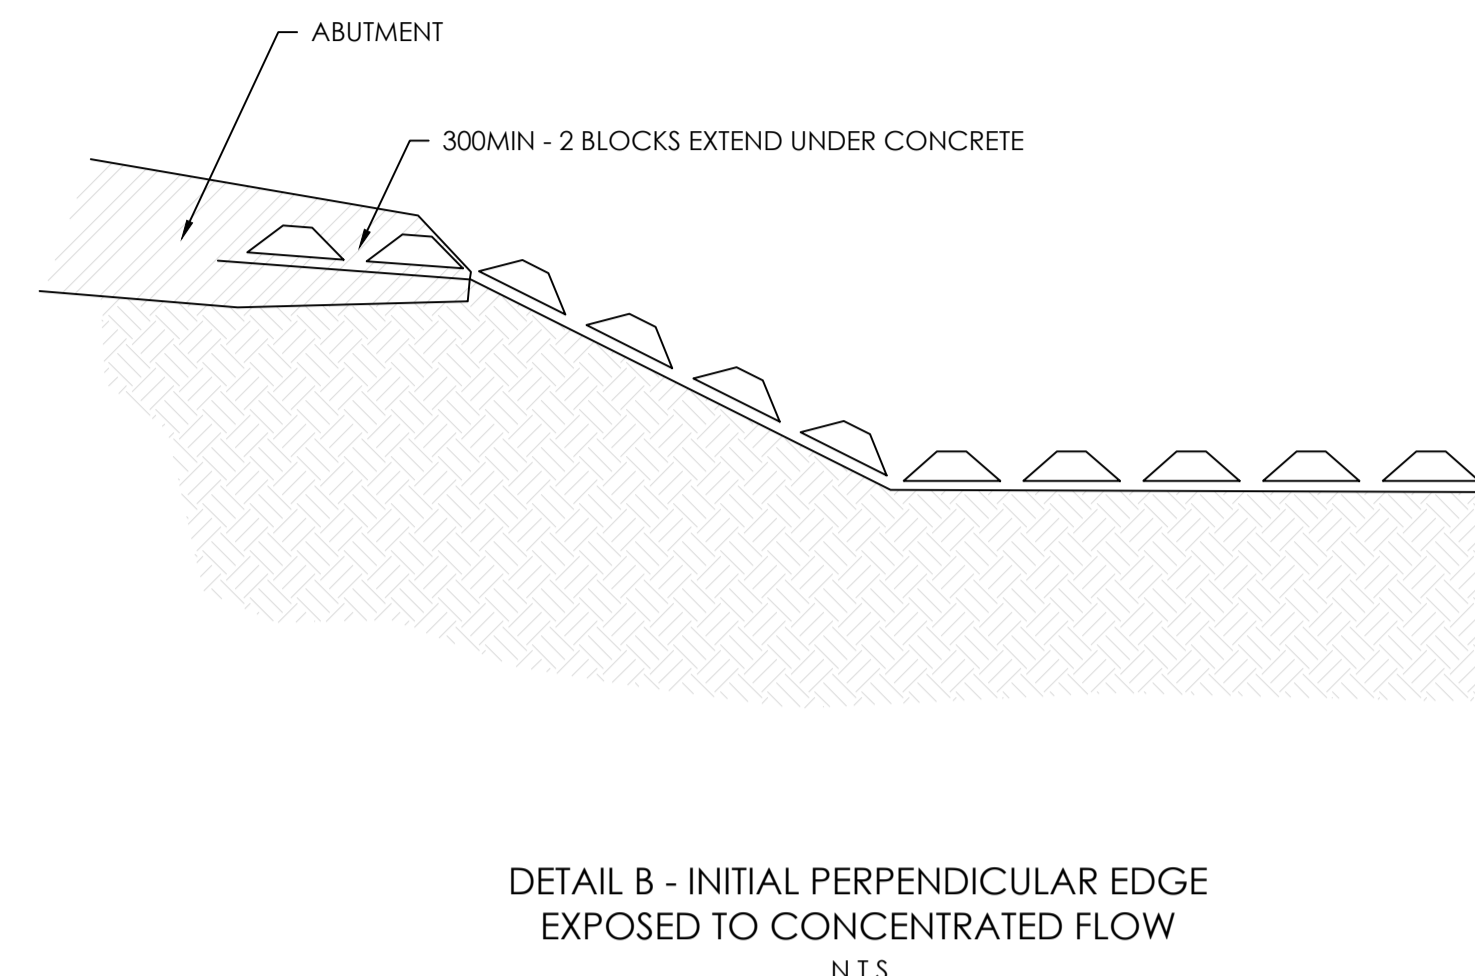 ABUTMENT
300MIN - 2 BLOCKS EXTEND UNDER CONCRETE
DETAIL B - INITIAL PERPENDICULAR EDGE
EXPOSED TO CONCENTRATED FLOW
N.T.S